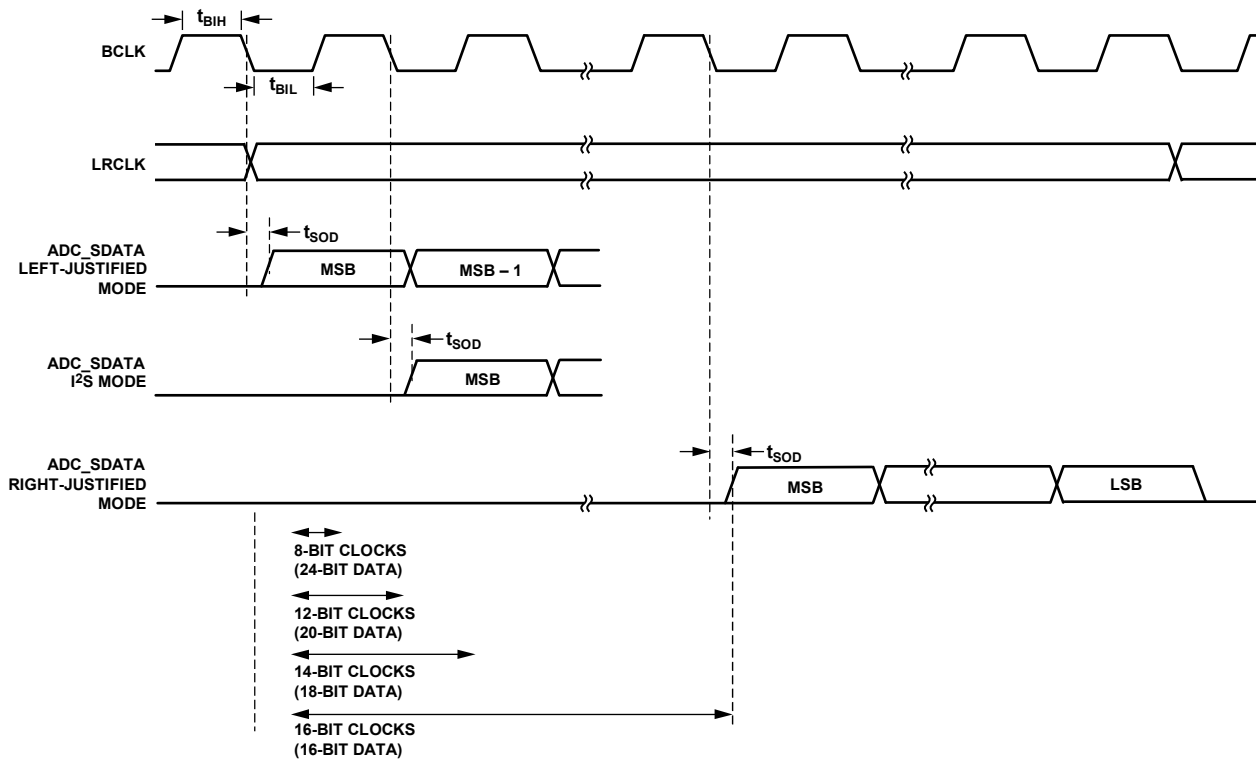 tBIH
BCLK
tBIL
LRCLK
tSOD
ADC_SDATA
LEFT-JUSTIFIED
MODE
MSB
MSB – 1
tSOD
ADC_SDATA
I2S MODE
MSB
tSOD
ADC_SDATA
RIGHT-JUSTIFIED
MODE
MSB
LSB
8-BIT CLOCKS
(24-BIT DATA)
12-BIT CLOCKS
(20-BIT DATA)
14-BIT CLOCKS
(18-BIT DATA)
16-BIT CLOCKS
(16-BIT DATA)